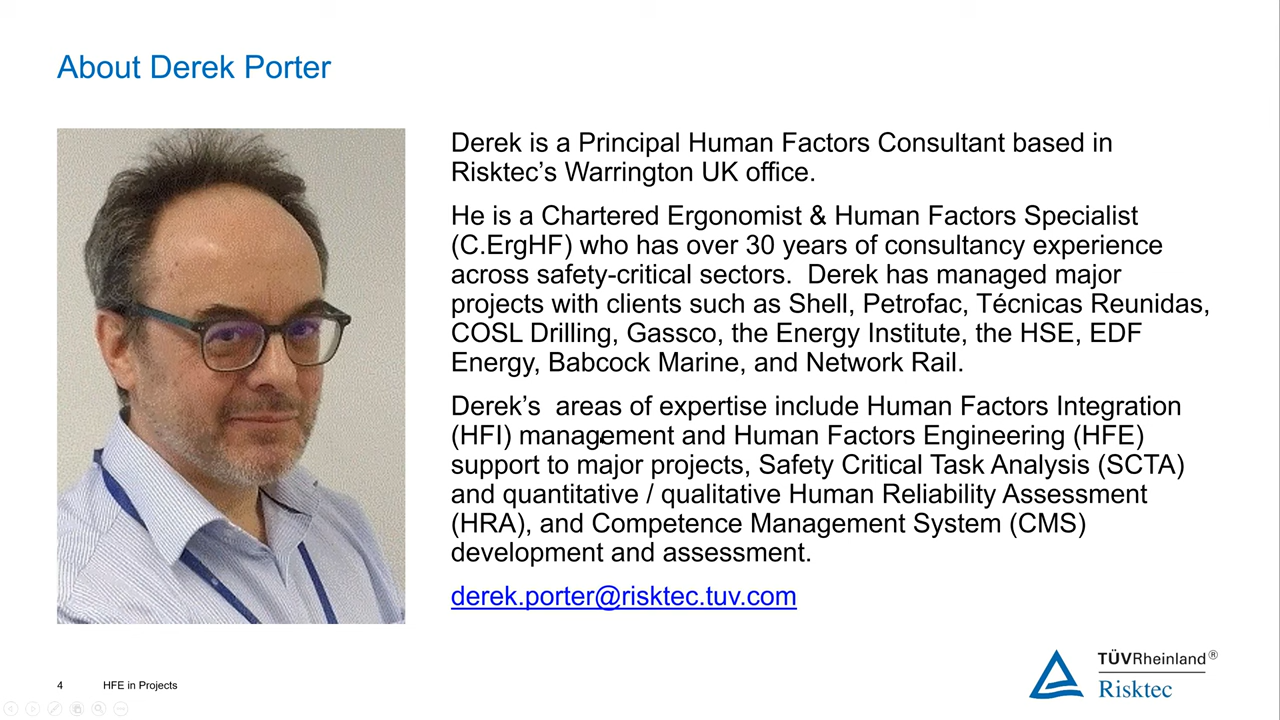 About Derek Porter
Derek is a Principal Human Factors Consultant based in
Risktec’s Warrington UK office.
He is a Chartered Ergonomist & Human Factors Specialist
(C.ErgHF) who has over 30 years of consultancy experience
across safety-critical sectors.  Derek has managed major
projects with clients such as Shell, Petrofac, Técnicas Reunidas,
COSL Drilling, Gassco, the Energy Institute, the HSE, EDF
Energy, Babcock Marine, and Network Rail.
Derek’s  areas of expertise include Human Factors Integration
(HFI) management and Human Factors Engineering (HFE)
support to major projects, Safety Critical Task Analysis (SCTA)
and quantitative / qualitative Human Reliability Assessment
(HRA), and Competence Management System (CMS)
development and assessment.
derek.porter@risktec.tuv.com
TÜVRheinland®
Risktec
4 HFE in Projects